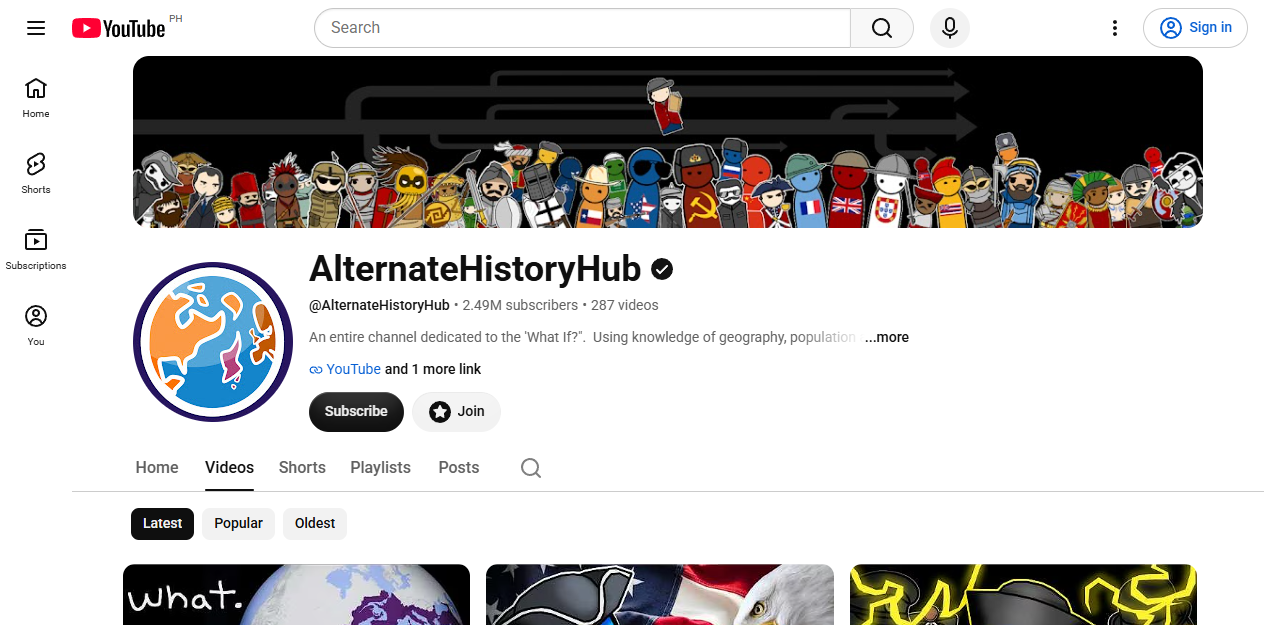 YouTube PH
Search
Sign in
Home
Shorts
Subscriptions
You
AlternateHistoryHub
@AlternateHistoryHub • 2.49M subscribers • 287 videos
An entire channel dedicated to the 'What If?". Using knowledge of geography, population ...more
YouTube and 1 more link
Subscribe
Join
Home Videos Shorts Playlists Posts
Latest Popular Oldest
what.